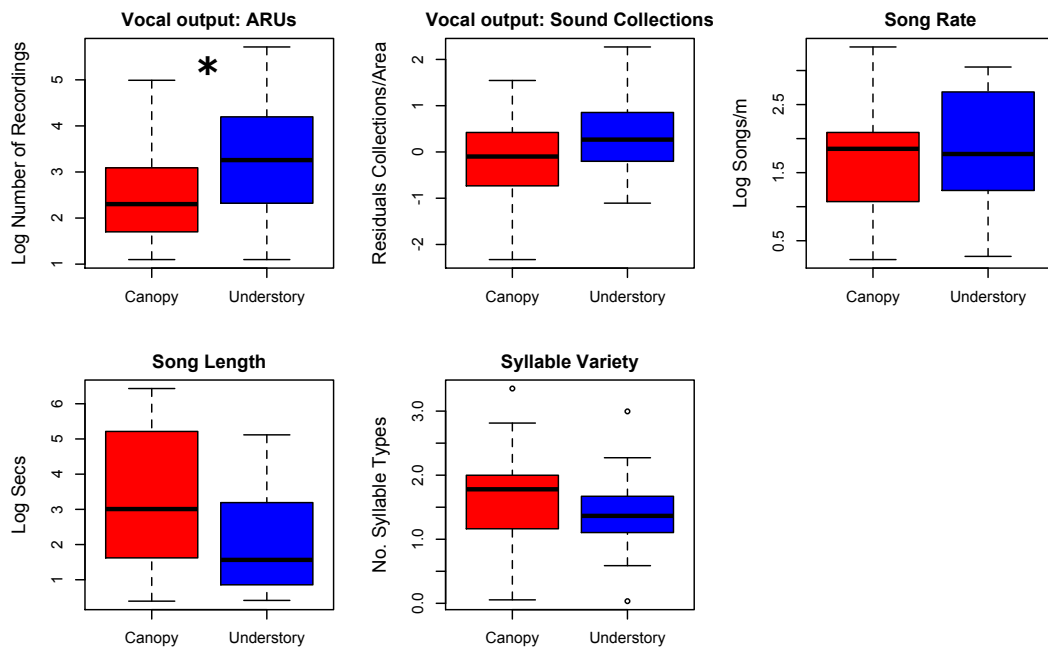 Vocal output: ARUs
Log Number of Recordings
5
4
3
2
1
*
Canopy Understory
Vocal output: Sound Collections
Residuals Collections/Area
2
1
0
-1
-2
Canopy Understory
Song Rate
Log Songs/m
2.5
1.5
0.5
Canopy Understory
Song Length
Log Secs
6
5
4
3
2
1
Canopy Understory
Syllable Variety
No. Syllable Types
3.0
2.0
1.0
0.0
Canopy Understory